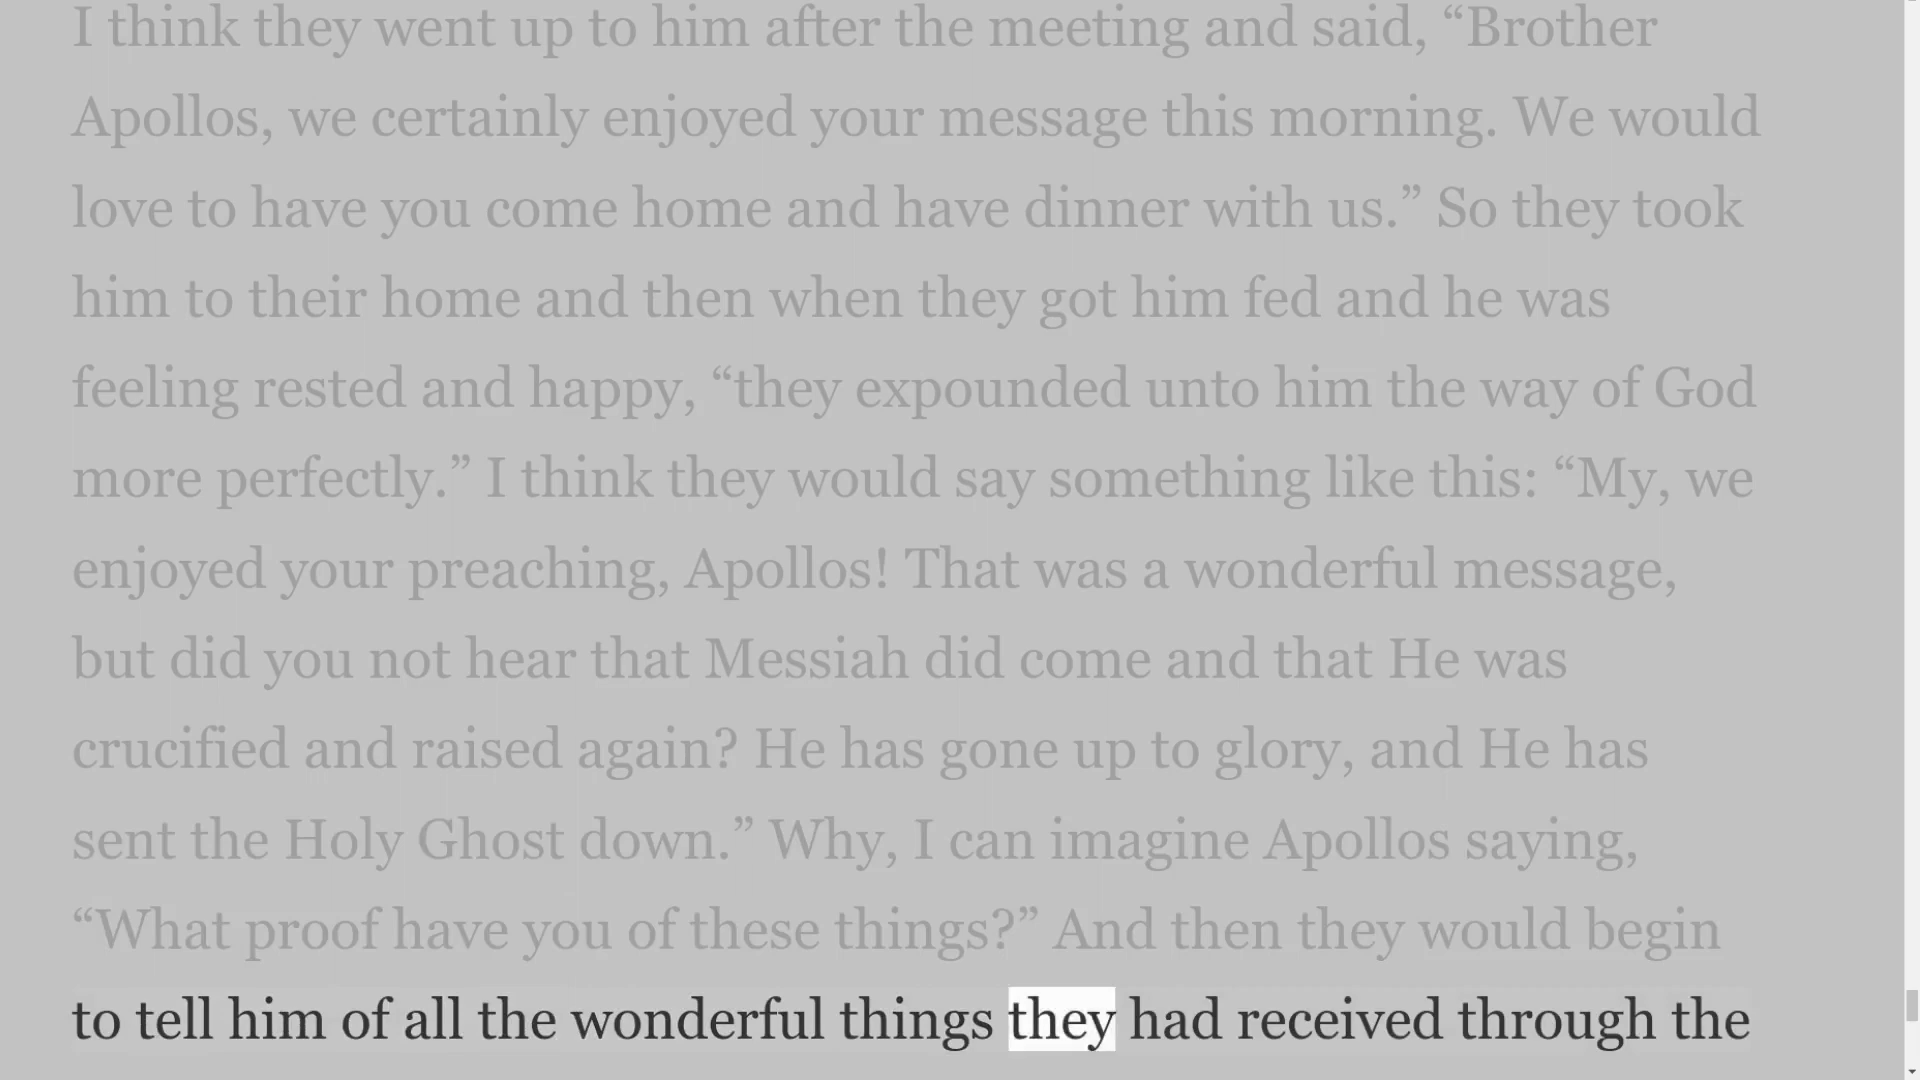 I think they went up to him after the meeting and said, “Brother
Apollos, we certainly enjoyed your message this morning. We would
love to have you come home and have dinner with us.” So they took
him to their home and then when they got him fed and he was
feeling rested and happy, “they expounded unto him the way of God
more perfectly.” I think they would say something like this: “My, we
enjoyed your preaching, Apollos! That was a wonderful message,
but did you not hear that Messiah did come and that He was
crucified and raised again? He has gone up to glory, and He has
sent the Holy Ghost down.” Why, I can imagine Apollos saying,
“What proof have you of these things?” And then they would begin
to tell him of all the wonderful things they had received through the